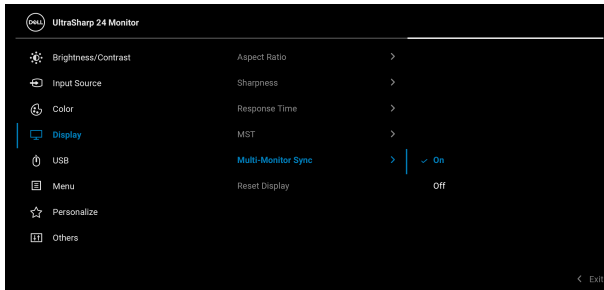 DELL UltraSharp 24 Monitor
Brightness/Contrast Aspect Ratio
Input Source Sharpness
Color Response Time
Display MST
USB Multi-Monitor Sync On
Menu Reset Display Off
Personalize
Others
Exit